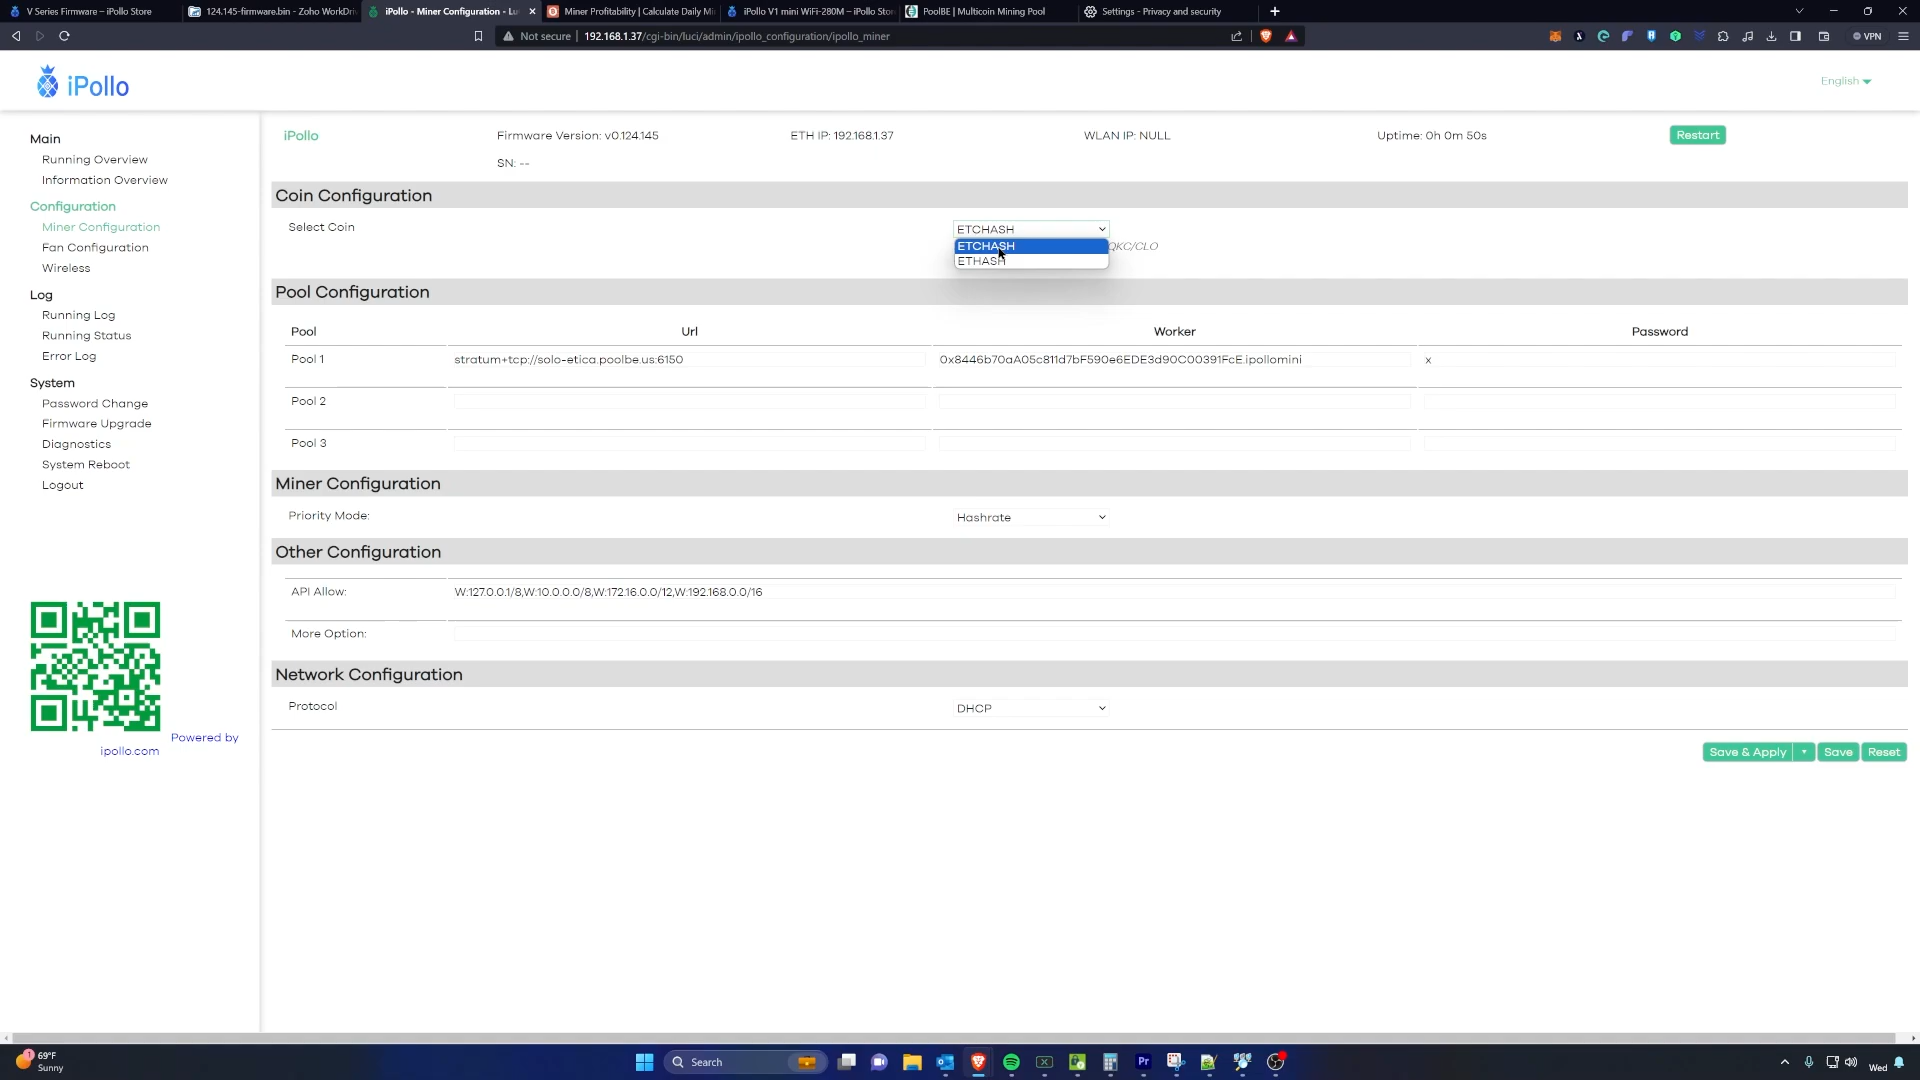 V Series Firmware – iPollo Store
124.145-firmware.bin - Zoho WorkDri
iPollo - Miner Configuration - Lu
Miner Profitability | Calculate Daily Mi
iPollo V1 mini WiFi-280M – iPollo Stor
PoolBE | Multicoin Mining Pool
Settings - Privacy and security
Not secure
192.168.1.37/cgi-bin/luci/admin/ipollo_configuration/ipollo_miner
VPN
iPollo
English
Main
Running Overview
Information Overview
Configuration
Miner Configuration
Fan Configuration
Wireless
Log
Running Log
Running Status
Error Log
System
Password Change
Firmware Upgrade
Diagnostics
System Reboot
Logout
Powered by
ipollo.com
iPollo
Firmware Version: v0.124.145
ETH IP: 192.168.1.37
WLAN IP: NULL
Uptime: 0h 0m 50s
Restart
SN: --
Coin Configuration
Select Coin
ETCHASH
ETCHASH
QKC/CLO
ETHASH
Pool Configuration
Pool Url Worker Password
Pool 1 stratum+tcp://solo-etica.poolbe.us:6150 0x8446b70aA05c811d7bF590e6EDE3d90C00391FcE.ipollomini x
Pool 2
Pool 3
Miner Configuration
Priority Mode: Hashrate
Other Configuration
API Allow: W:127.0.0.1/8,W:10.0.0.0/8,W:172.16.0.0/12,W:192.168.0.0/16
More Option:
Network Configuration
Protocol DHCP
Save & Apply Save Reset
1
69°F
Sunny
Search
Pr
Wed